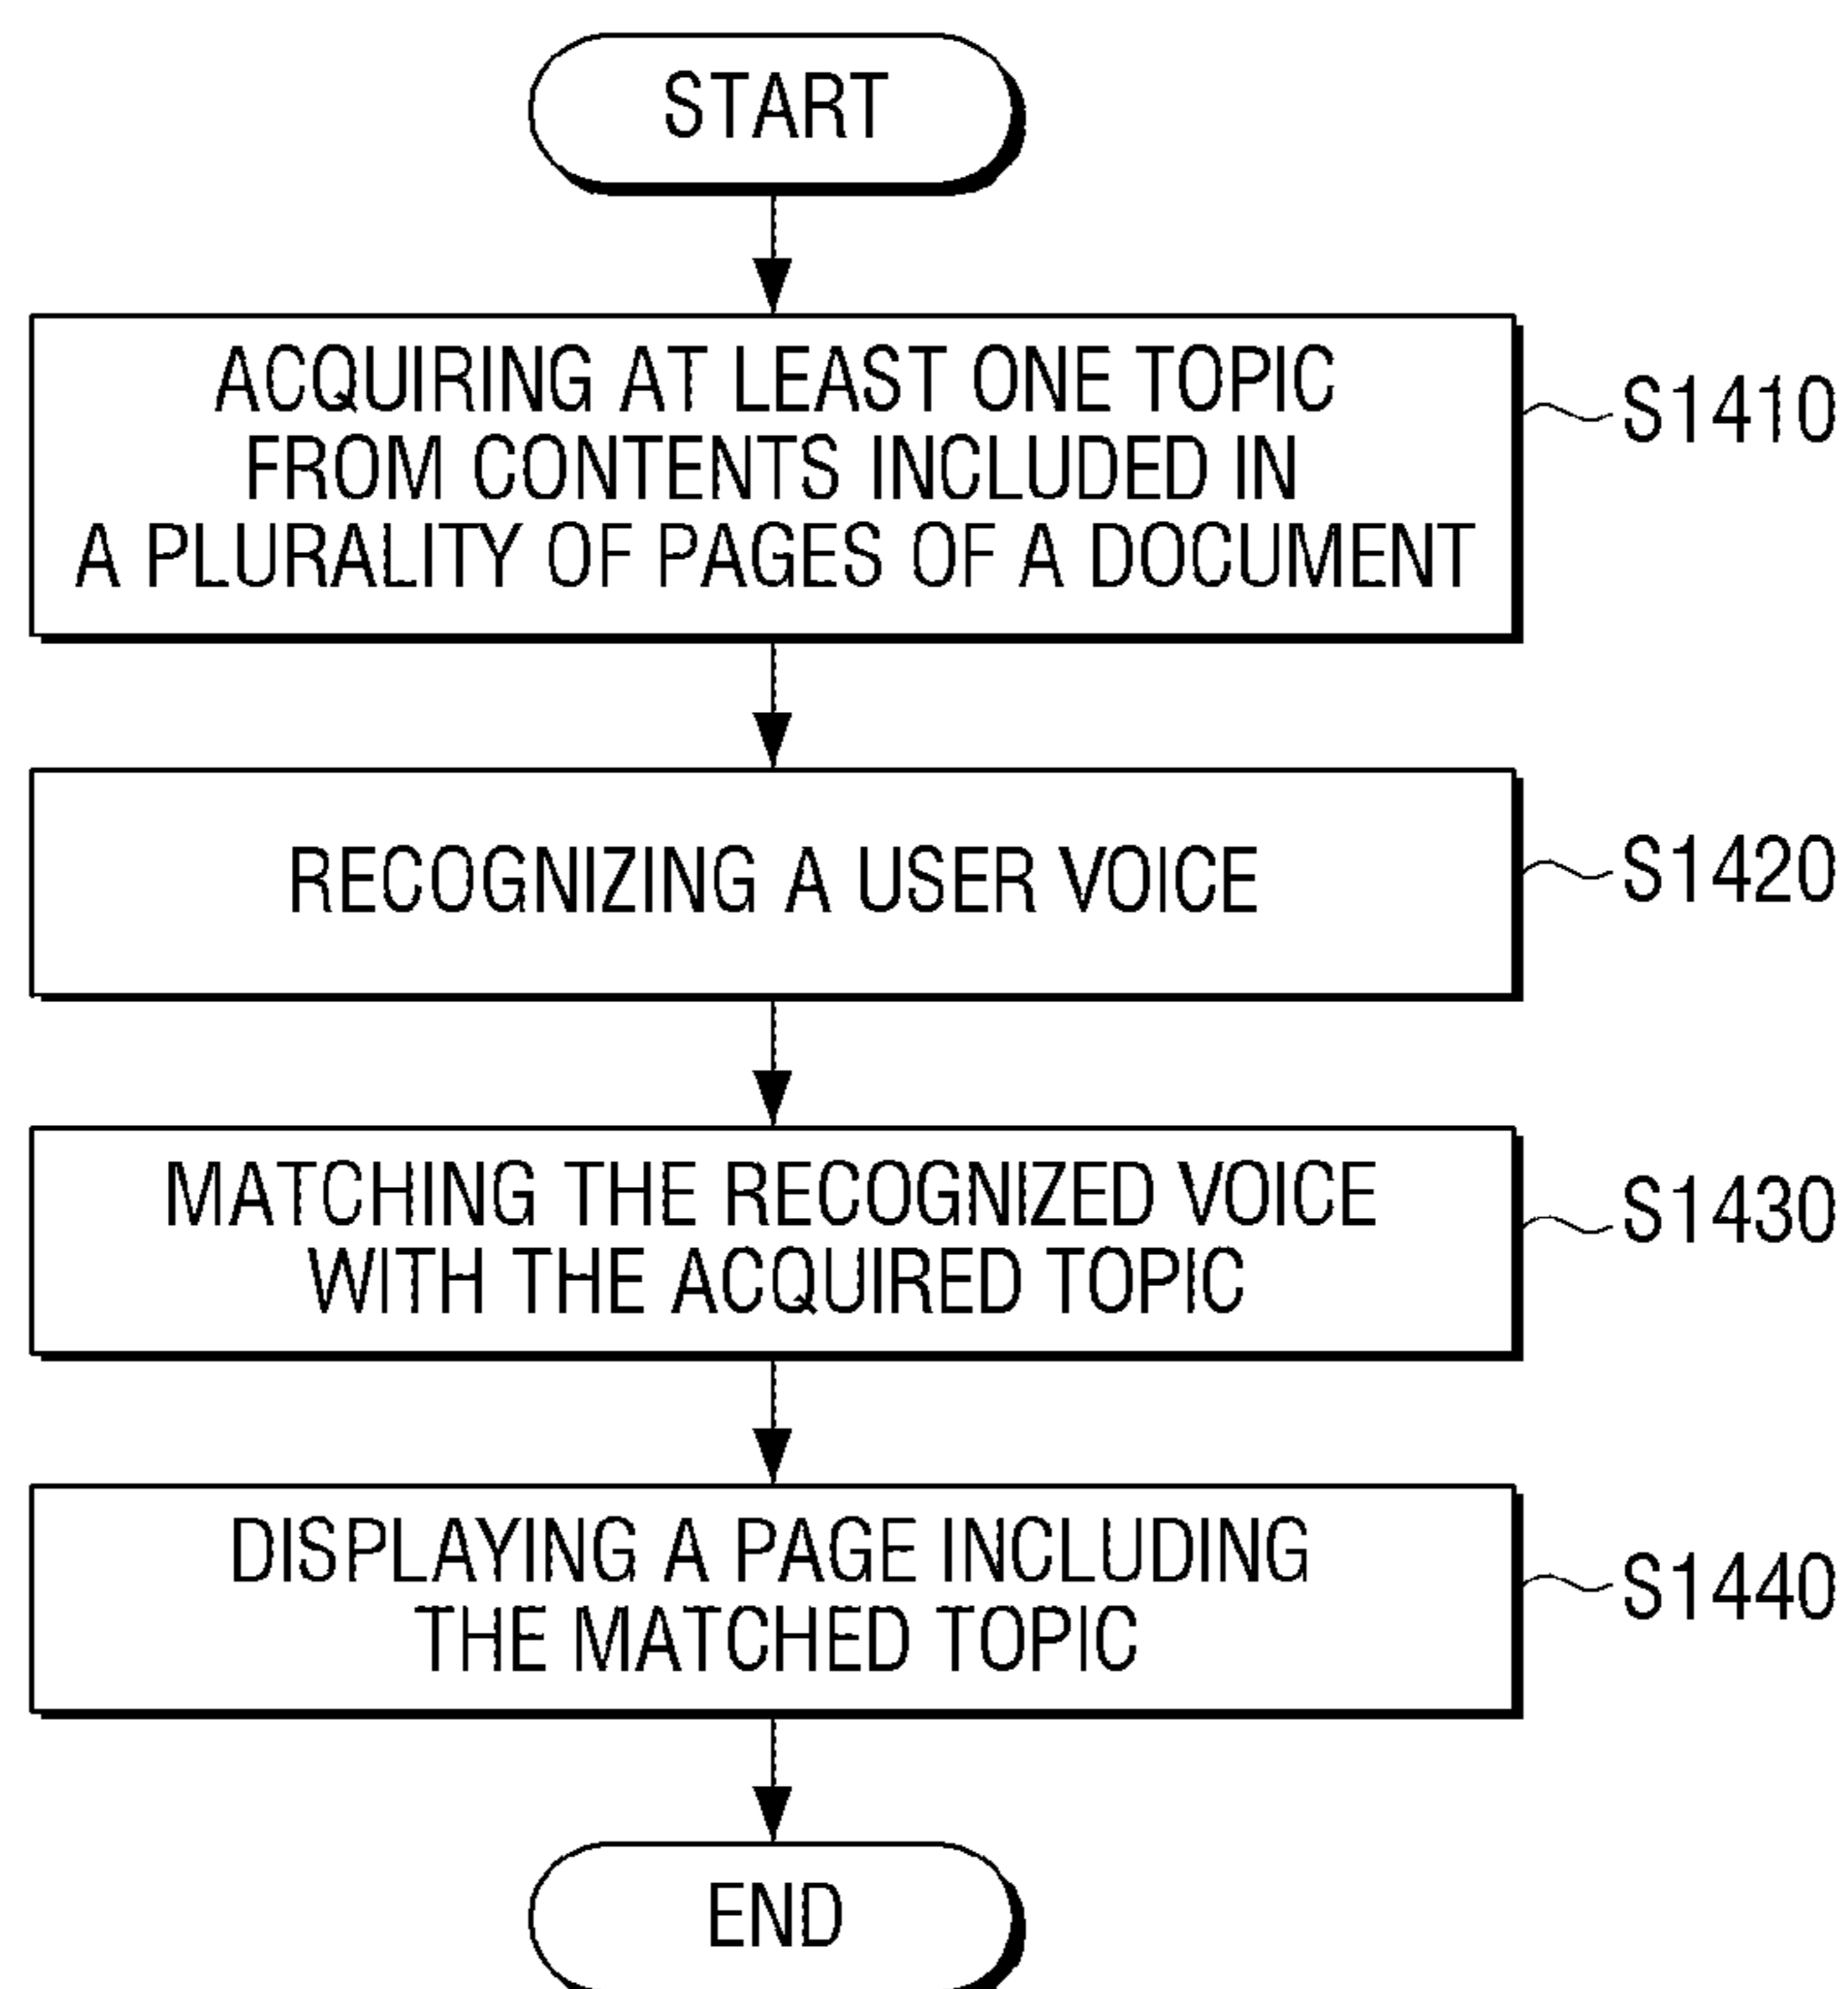 START
ACQUIRING AT LEAST ONE TOPIC
FROM CONTENTS INCLUDED IN
A PLURALITY OF PAGES OF A DOCUMENT
S1410
RECOGNIZING A USER VOICE
S1420
MATCHING THE RECOGNIZED VOICE
WITH THE ACQUIRED TOPIC
S1430
DISPLAYING A PAGE INCLUDING
THE MATCHED TOPIC
S1440
END